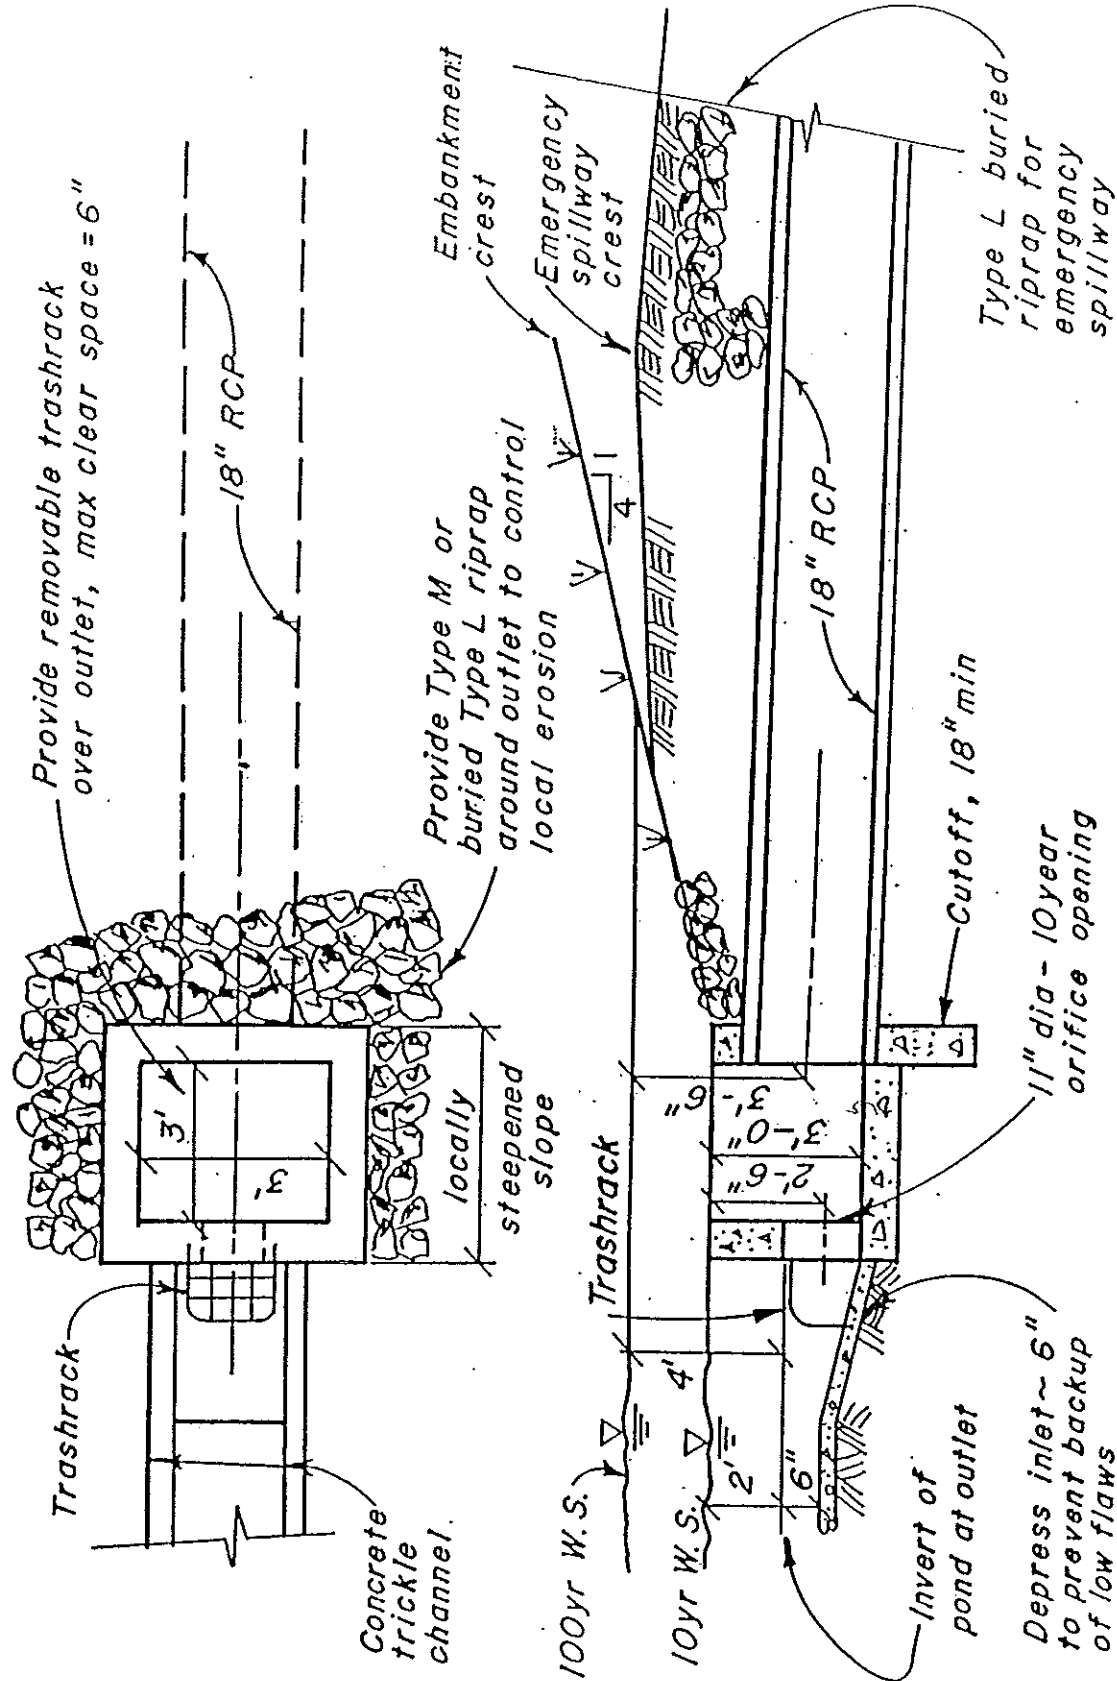 Provide removable trashrack
over outlet, max clear space = 6"
18" RCP
Trashrack
3'
3'
Concrete
trickle
channel.
locally
steepened
slope
Provide Type M or
buried Type L riprap
around outlet to control
local erosion
Embankment
crest
Emergency
spillway
crest
100yr W.S.
10yr W.S.
Trashrack
4'
2'
6"
3'-6"
3'-0"
2'-6"
4
1
18" RCP
Type L buried
riprap for
emergency
spillway
Cutoff, 18" min
11" dia - 10 year
orifice opening
Invert of
pond at outlet
Depress inlet ~ 6"
to prevent backup
of low flaws